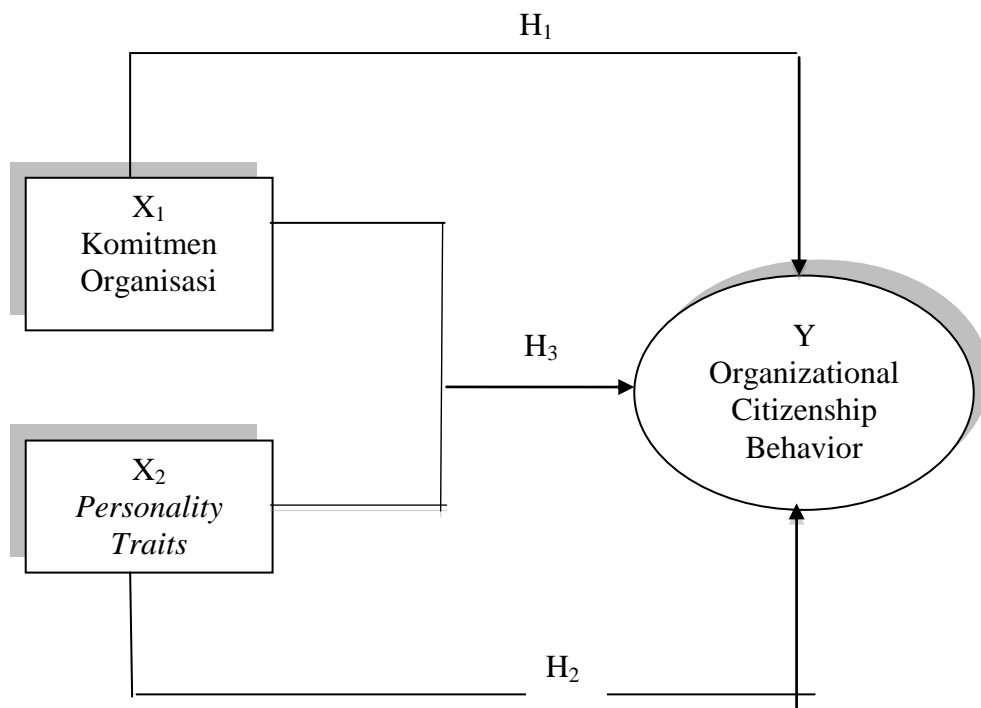 H₁
X₁
Komitmen
Organisasi
H₃
Y
Organizational
Citizenship
Behavior
X₂
Personality
Traits
H₂